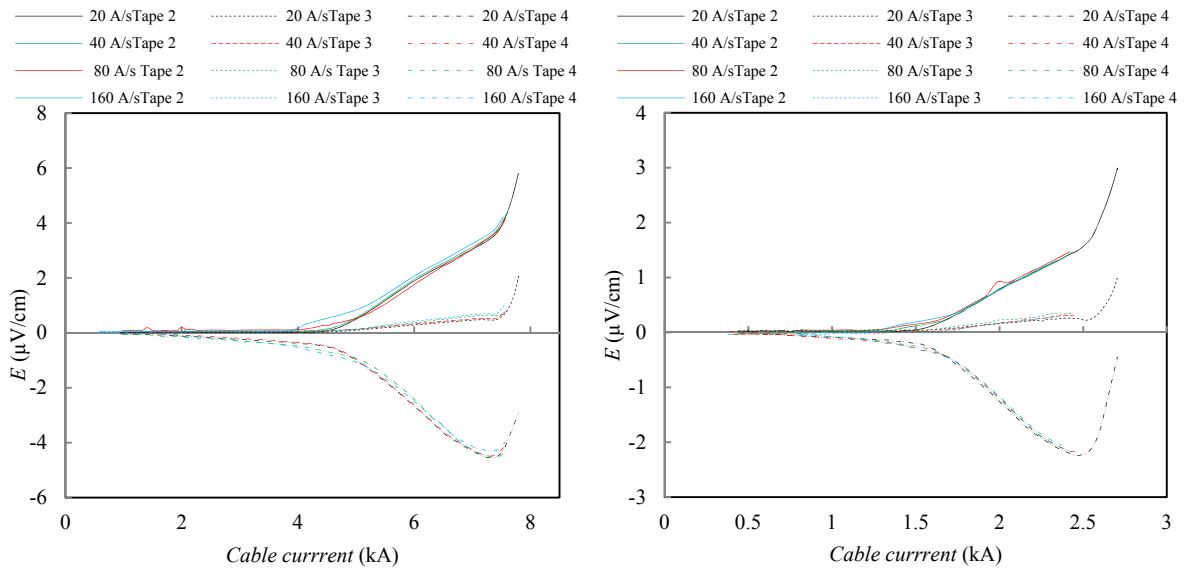 20 A/sTape 2 20 A/sTape 3 20 A/sTape 4
40 A/sTape 2 40 A/sTape 3 40 A/sTape 4
80 A/s Tape 2 80 A/s Tape 3 80 A/s Tape 4
160 A/sTape 2 160 A/sTape 3 160 A/sTape 4
8
6
4
2
0
-2
-4
-6
E (μV/cm)
0 2 4 6 8
Cable currrent (kA)
20 A/sTape 2 20 A/sTape 3 20 A/sTape 4
40 A/sTape 2 40 A/sTape 3 40 A/sTape 4
80 A/sTape 2 80 A/sTape 3 80 A/sTape 4
160 A/sTape 2 160 A/sTape 3 160 A/sTape 4
4
3
2
1
0
-1
-2
-3
E (μV/cm)
0 0.5 1 1.5 2 2.5 3
Cable currrent (kA)